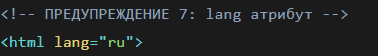 <!-- ПРЕДУПРЕЖДЕНИЕ 7: lang атрибут -->
<html lang="ru">